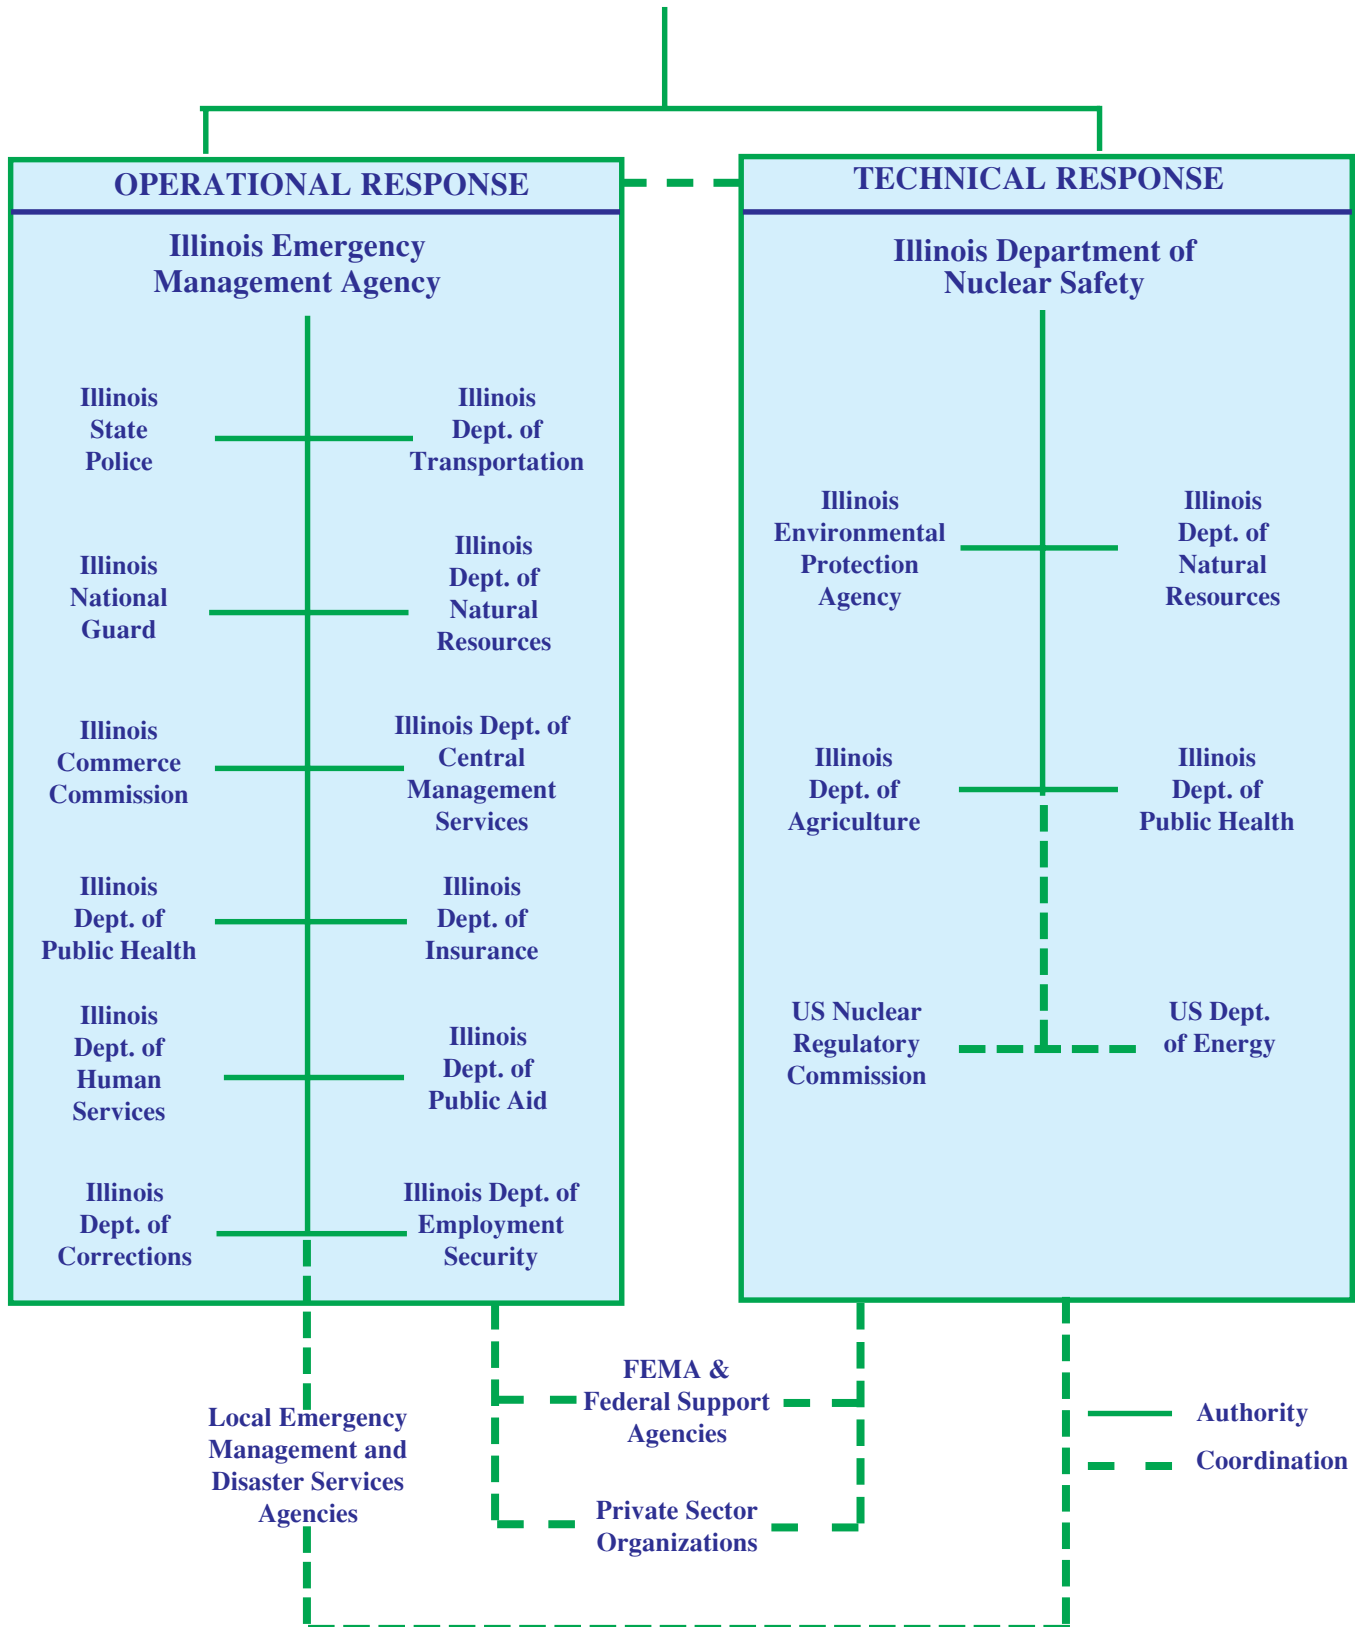 OPERATIONAL RESPONSE
Illinois Emergency
Management Agency
Illinois
State
Police
Illinois
Dept. of
Transportation
Illinois
National
Guard
Illinois
Dept. of
Natural
Resources
Illinois
Commerce
Commission
Illinois Dept. of
Central
Management
Services
Illinois
Dept. of
Public Health
Illinois
Dept. of
Insurance
Illinois
Dept. of
Human
Services
Illinois
Dept. of
Public Aid
Illinois
Dept. of
Corrections
Illinois Dept. of
Employment
Security
TECHNICAL RESPONSE
Illinois Department of
Nuclear Safety
Illinois
Environmental
Protection
Agency
Illinois
Dept. of
Natural
Resources
Illinois
Dept. of
Agriculture
Illinois
Dept. of
Public Health
US Nuclear
Regulatory
Commission
US Dept.
of Energy
Local Emergency
Management and
Disaster Services
Agencies
FEMA &
Federal Support
Agencies
Private Sector
Organizations
Authority
Coordination